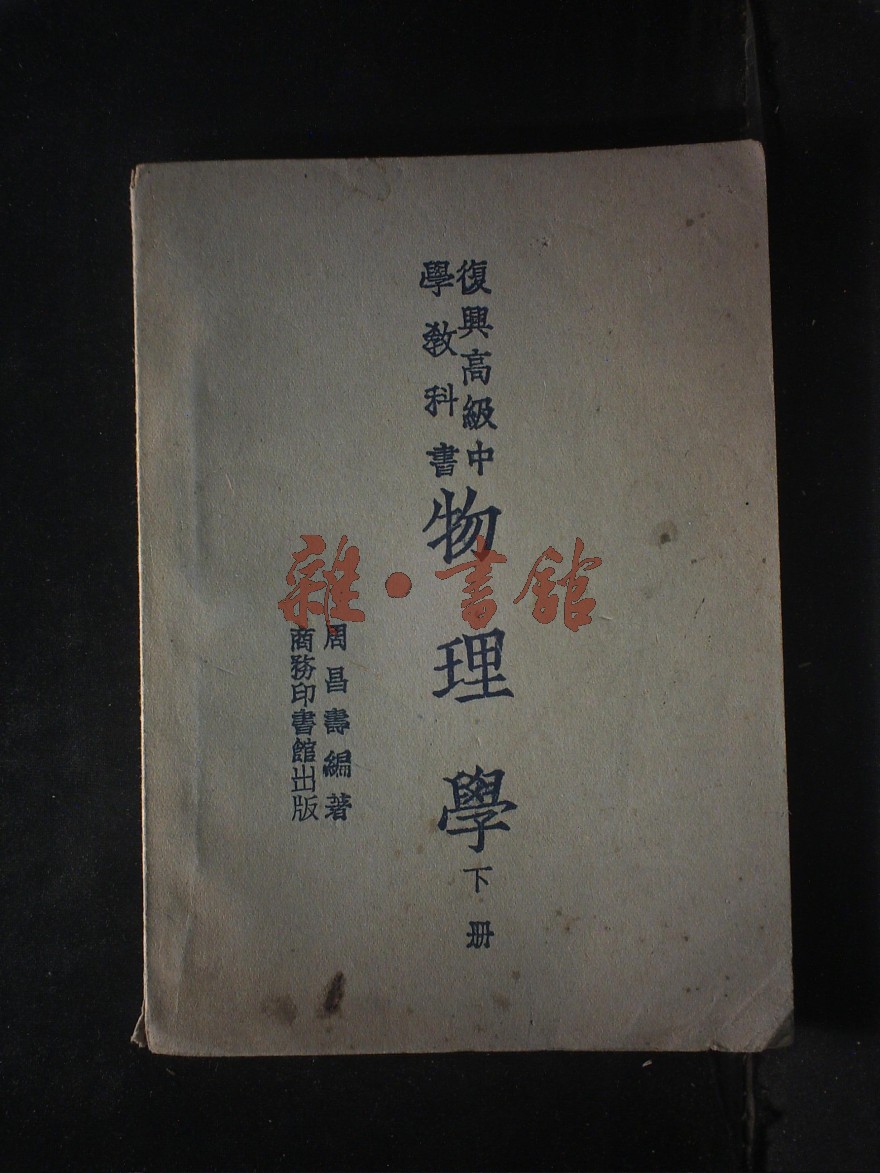 復興高級中
學教科書
物理學下册
周昌壽編著
商務印書館出版
雜·書館